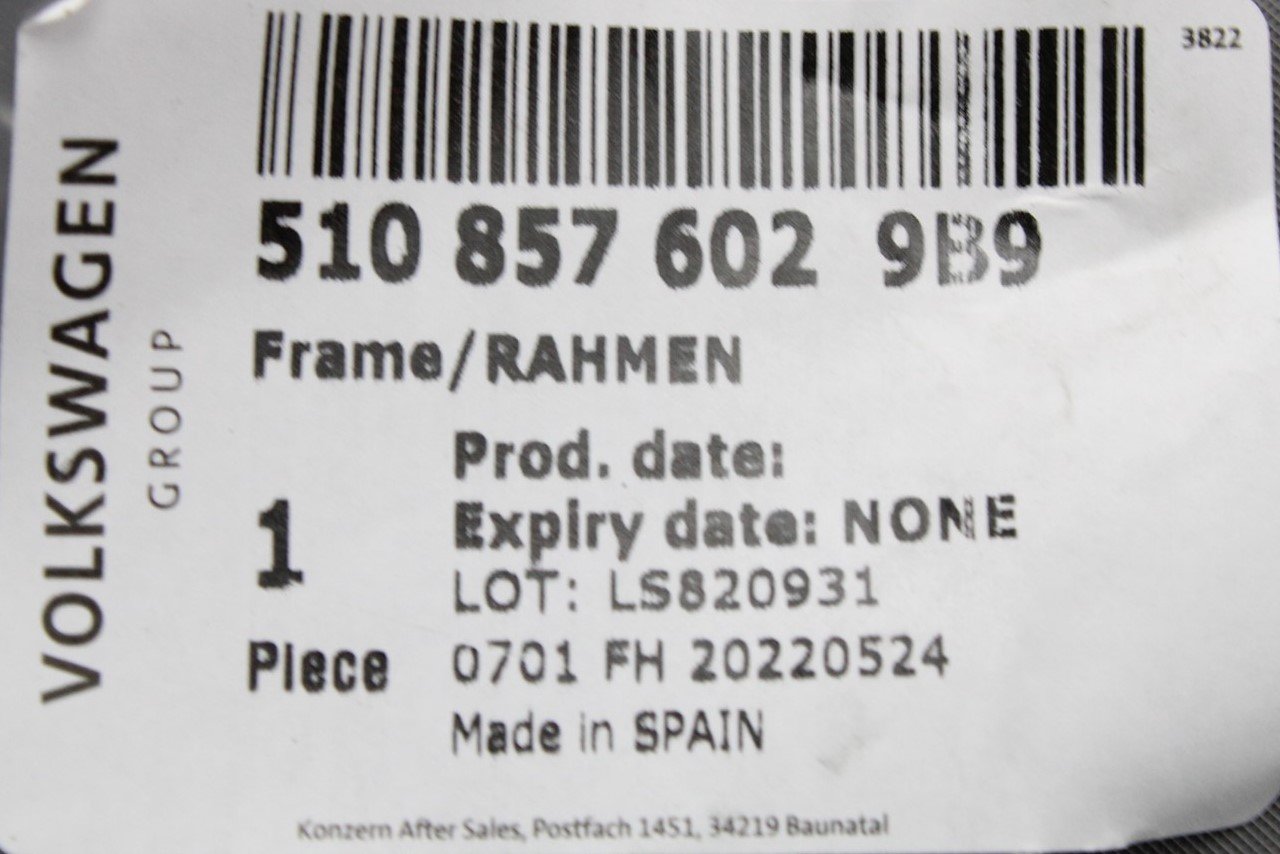 3822
VOLKSWAGEN
GROUP
510 857 602 9B9
Frame/RAHMEN
Prod. date:
Expiry date: NONE
1
LOT: LS820931
Piece
0701 FH 20220524
Made in SPAIN
Konzern After Sales, Postfach 1451, 34219 Baunatal